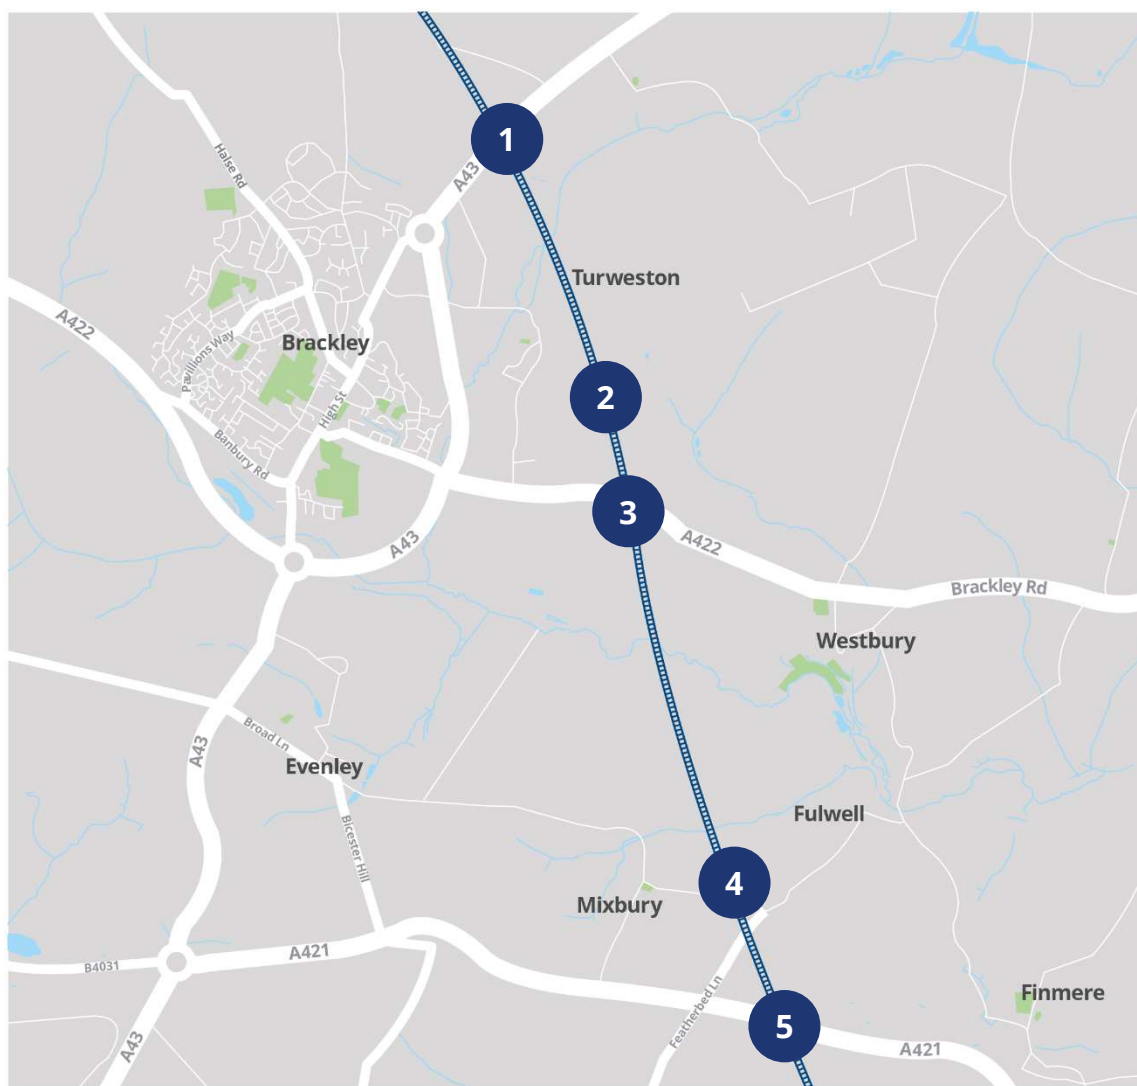 1
A43
Halse Rd
Turweston
A422
Brackley
Pavillions Way
2
High St
Banbury Rd
3
A422
A43
Brackley Rd
Westbury
A43
Broad Ln
Evenley
Fulwell
Bicester Hill
4
Mixbury
A421
B4031
Finmere
Featherbed Ln
5
A43
A421